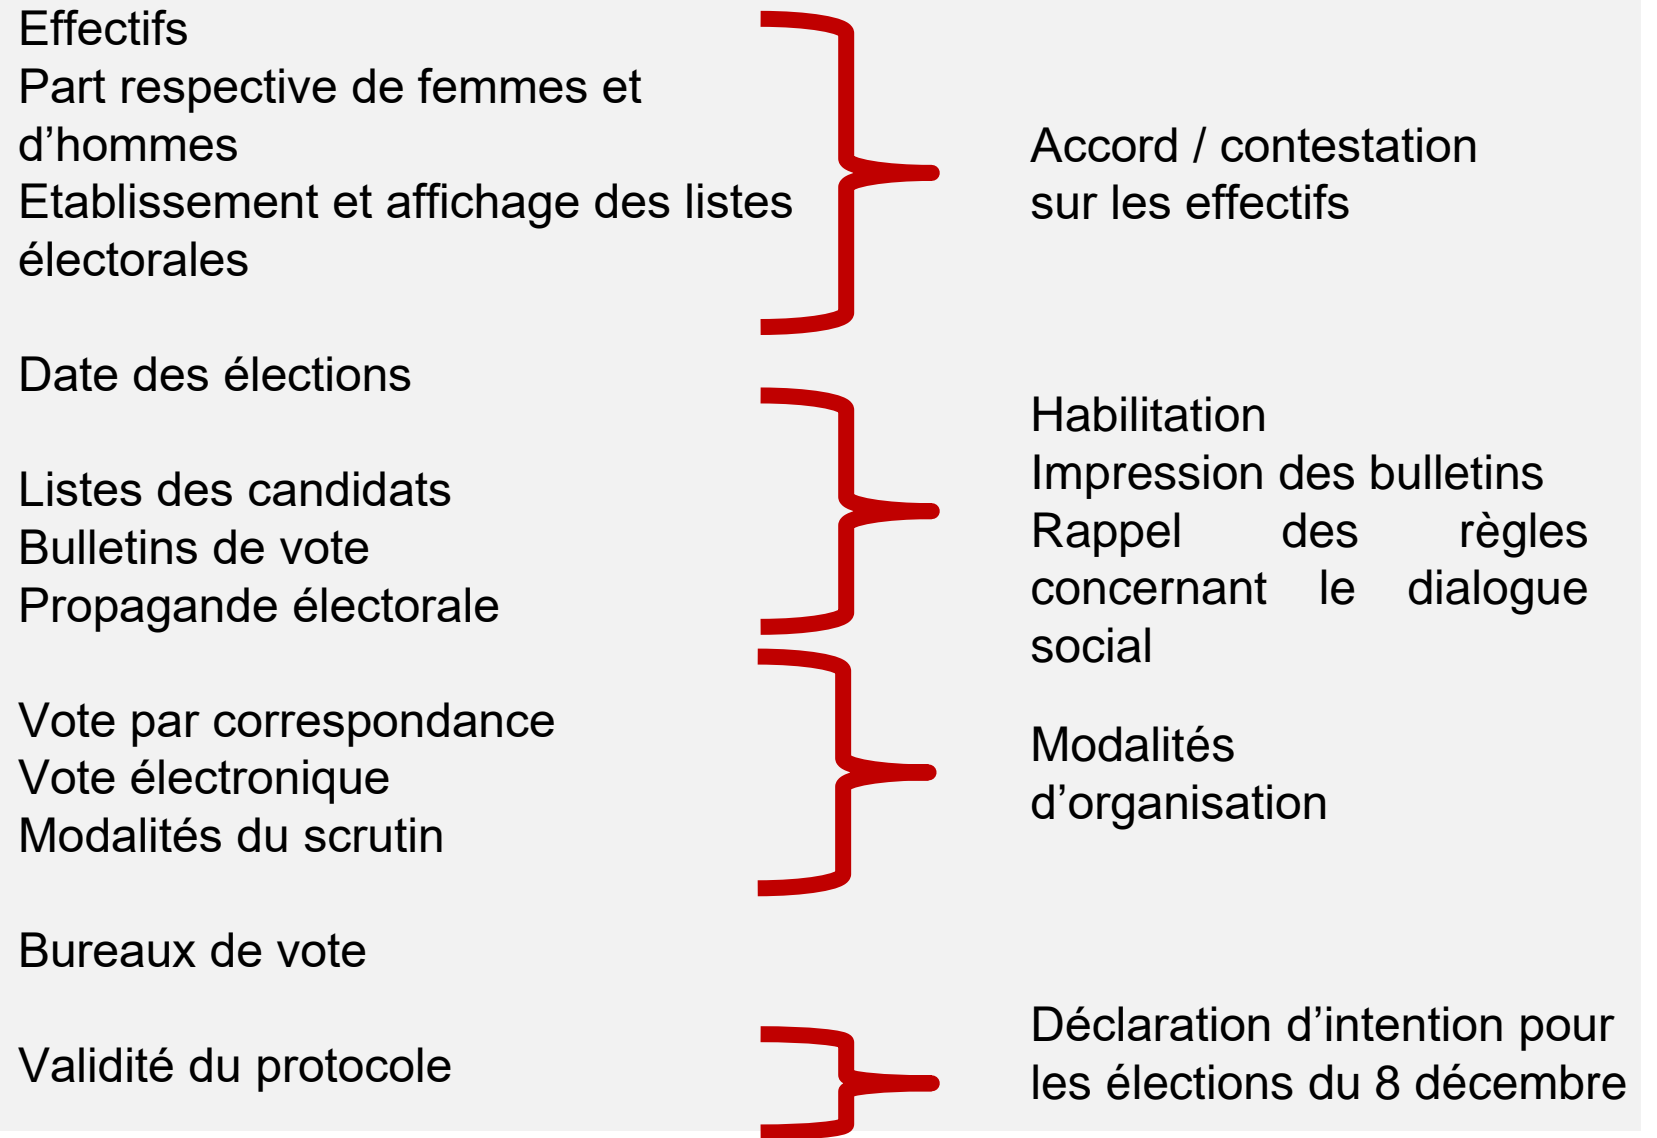 Effectifs
Part respective de femmes et
d’hommes
Etablissement et affichage des listes
électorales
Accord / contestation
sur les effectifs
Date des élections
Listes des candidats
Bulletins de vote
Propagande électorale
Habilitation
Impression des bulletins
Rappel des règles
concernant le dialogue
social
Vote par correspondance
Vote électronique
Modalités du scrutin
Modalités
d’organisation
Bureaux de vote
Validité du protocole
Déclaration d’intention pour
les élections du 8 décembre